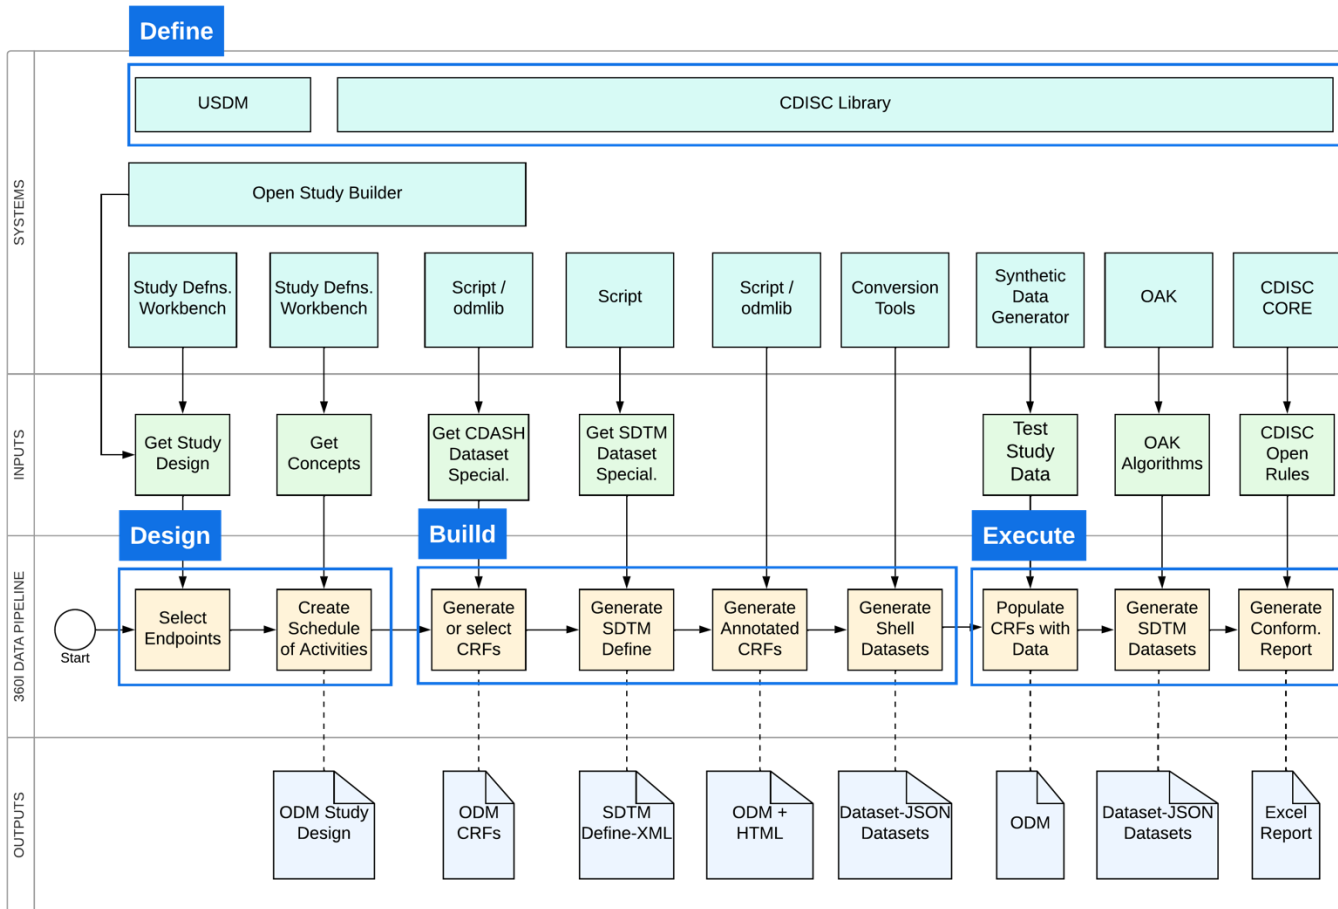 Define
USDM
CDISC Library
Open Study Builder
SYSTEMS
Study Defns.
Workbench
Study Defns.
Workbench
Script /
odmlib
Script
Script /
odmlib
Conversion
Tools
Synthetic
Data
Generator
OAK
CDISC
CORE
INPUTS
Get Study
Design
Get
Concepts
Get CDASH
Dataset
Special.
Get SDTM
Dataset
Special.
Test
Study
Data
OAK
Algorithms
CDISC
Open
Rules
Design
Builld
Execute
360I DATA PIPELINE
Start
Select
Endpoints
Create
Schedule
of Activities
Generate
or select
CRFs
Generate
SDTM
Define
Generate
Annotated
CRFs
Generate
Shell
Datasets
Populate
CRFs with
Data
Generate
SDTM
Datasets
Generate
Conform.
Report
OUTPUTS
ODM Study
Design
ODM
CRFs
SDTM
Define-XML
ODM +
HTML
Dataset-JSON
Datasets
ODM
Dataset-JSON
Datasets
Excel
Report